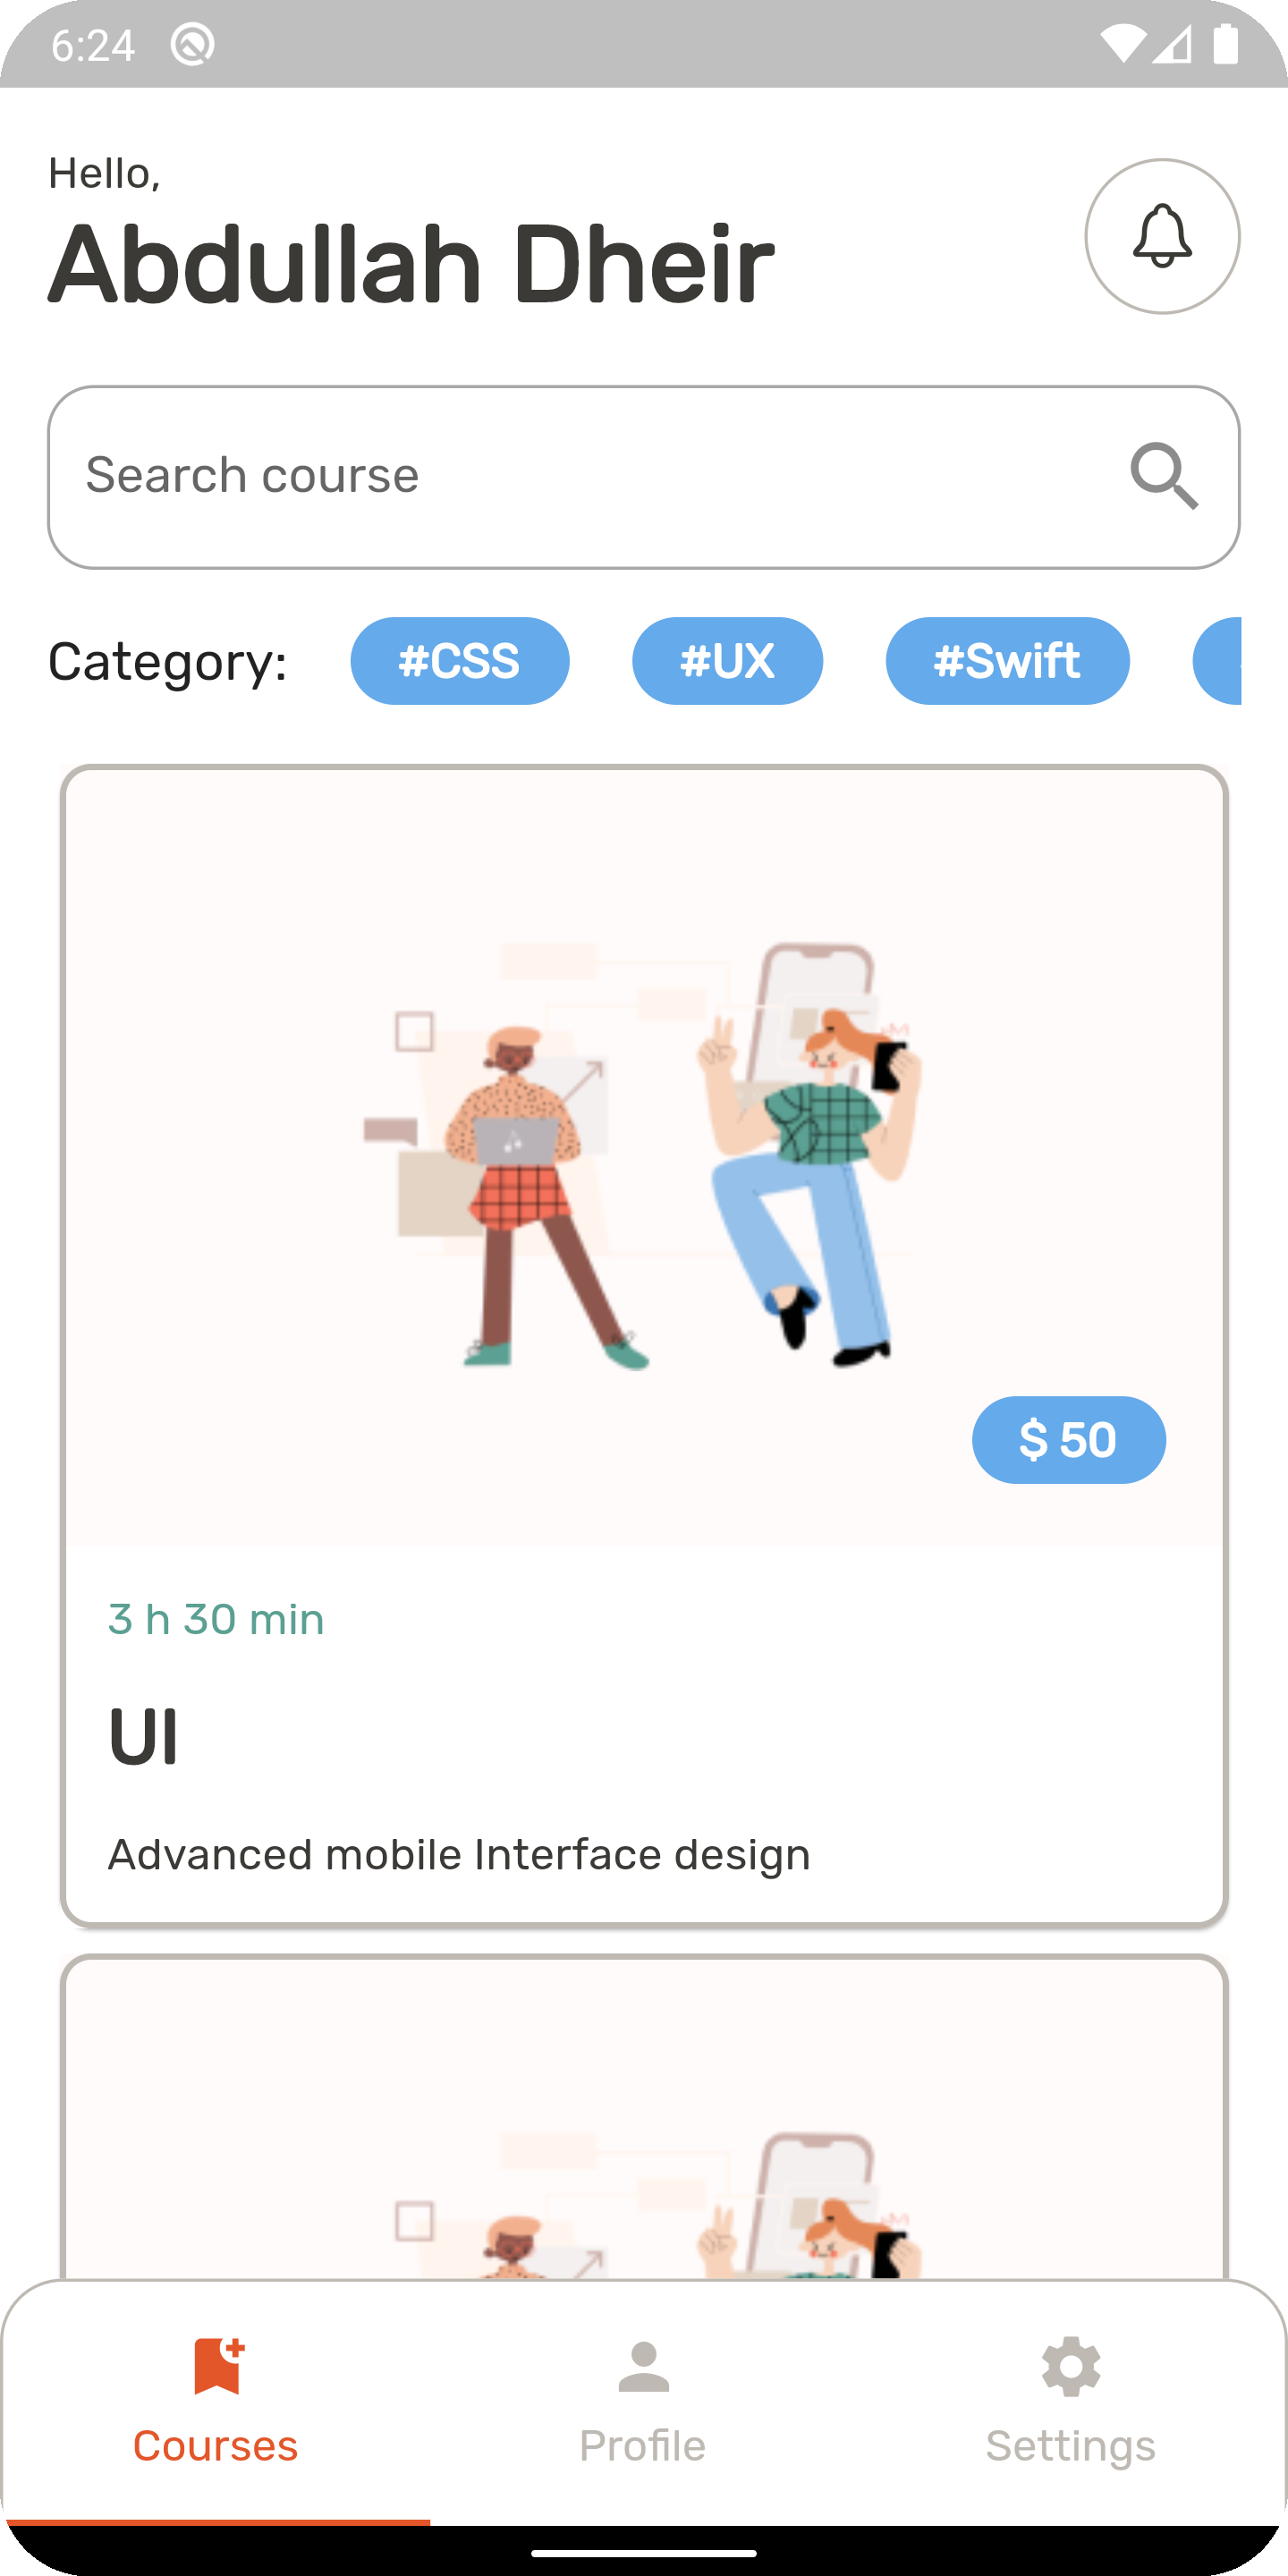 6:24
Hello,
Abdullah Dheir
Search course
Category: #CSS #UX #Swift
$ 50
3 h 30 min
UI
Advanced mobile Interface design
Courses Profile Settings